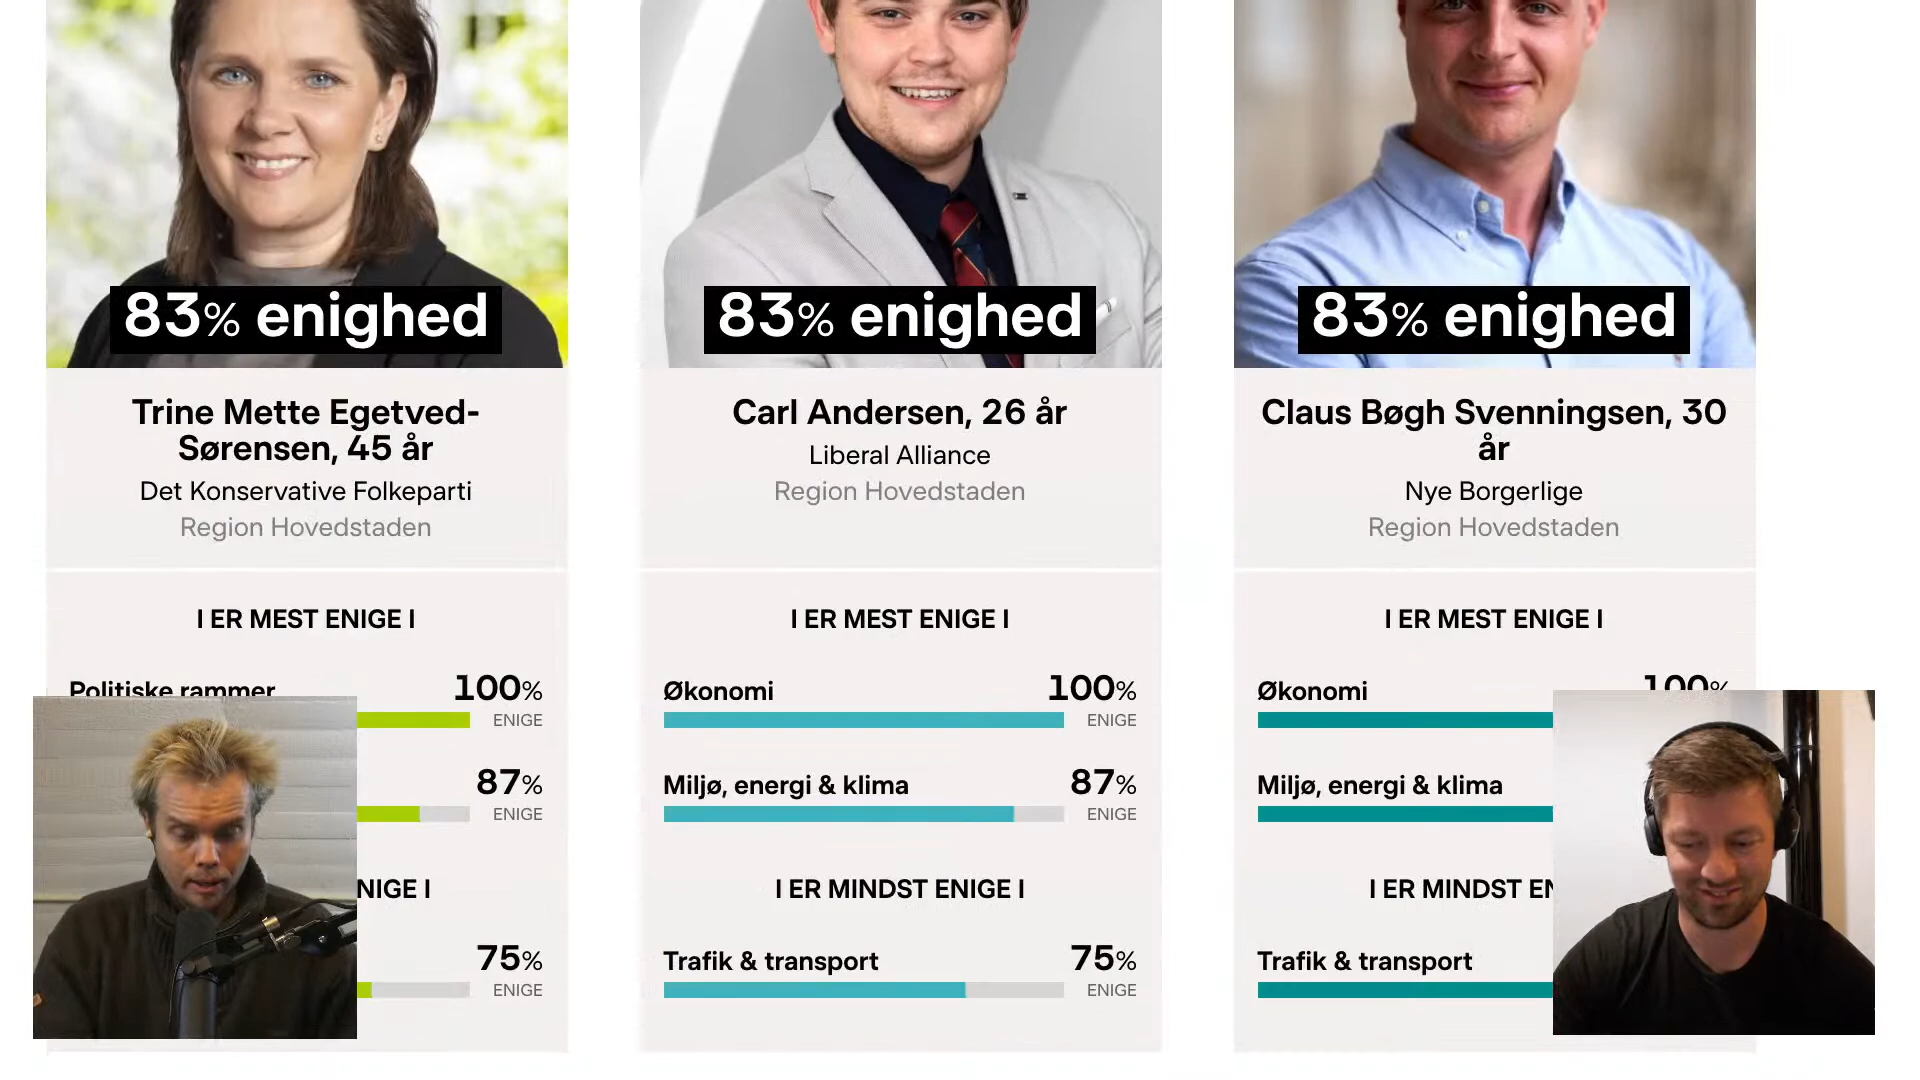 83% enighed
Trine Mette Egetved-
Sørensen, 45 år
Det Konservative Folkeparti
Region Hovedstaden
I ER MEST ENIGE I
Politiske rammer
100%
ENIGE
87%
ENIGE
NIGE I
75%
ENIGE
83% enighed
Carl Andersen, 26 år
Liberal Alliance
Region Hovedstaden
I ER MEST ENIGE I
Økonomi
100%
ENIGE
Miljø, energi & klima
87%
ENIGE
I ER MINDST ENIGE I
Trafik & transport
75%
ENIGE
83% enighed
Claus Bøgh Svenningsen, 30
år
Nye Borgerlige
Region Hovedstaden
I ER MEST ENIGE I
Økonomi
100%
Miljø, energi & klima
I ER MINDST EN
Trafik & transport